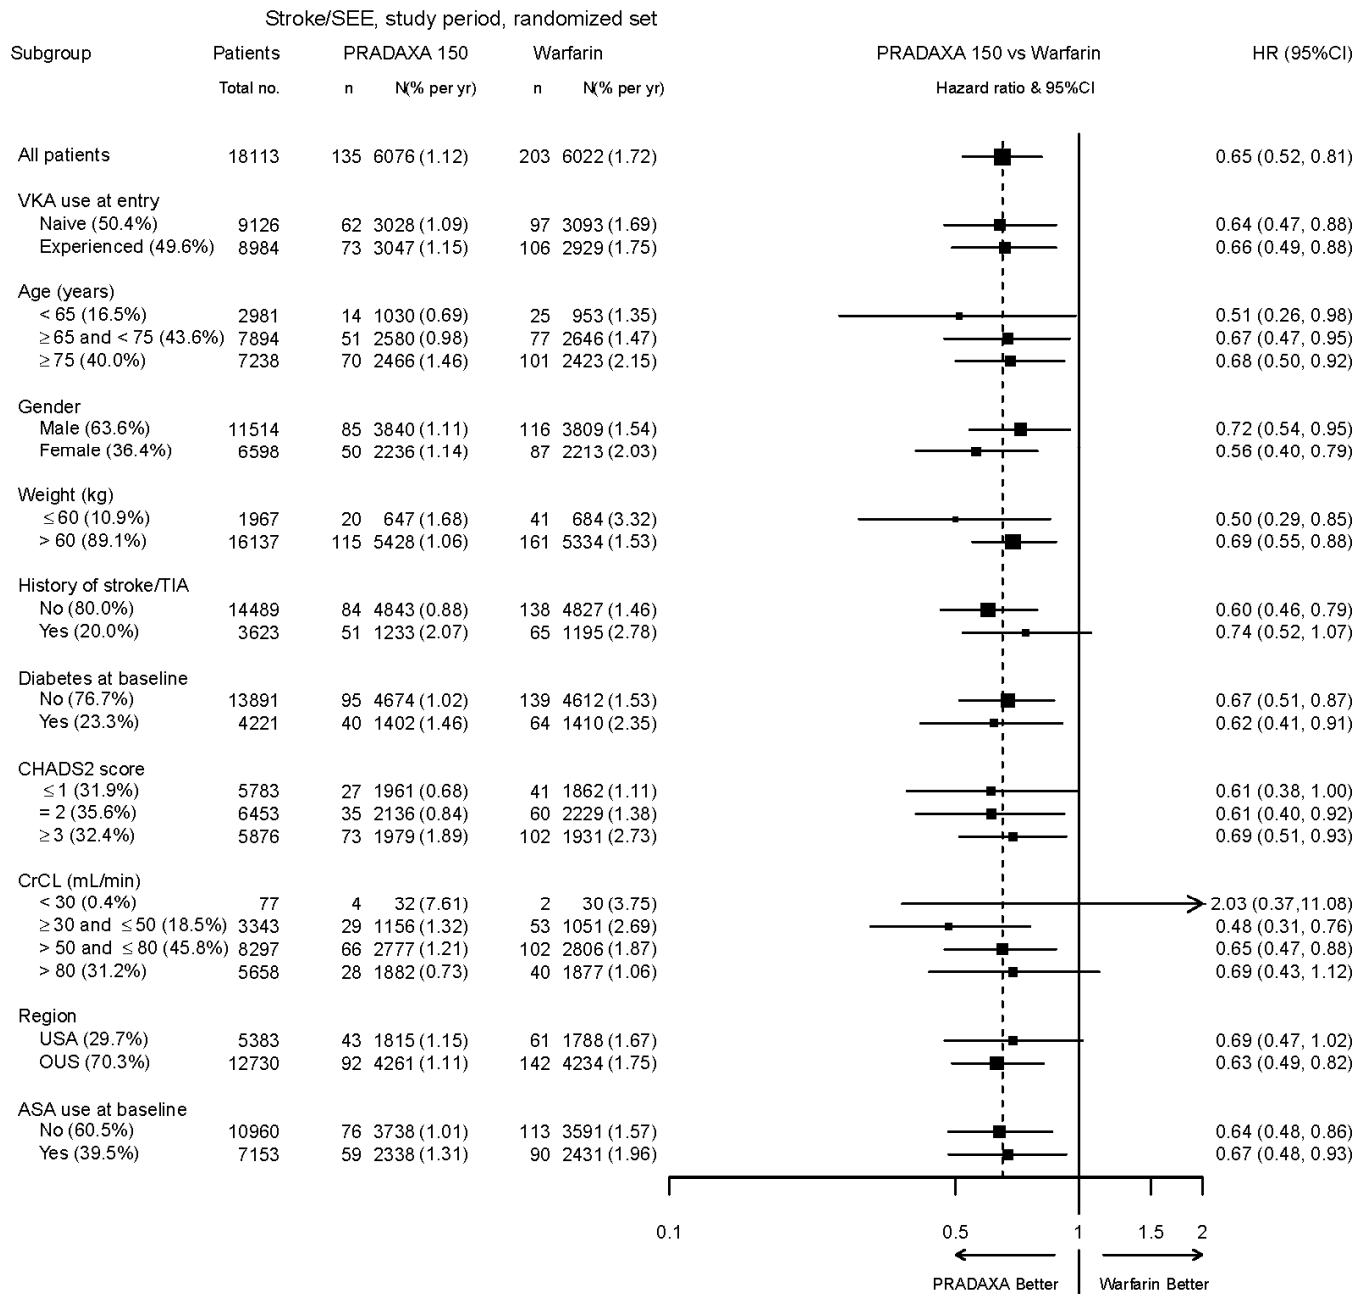 Stroke/SEE, study period, randomized set
Subgroup Patients PRADAXA 150 Warfarin PRADAXA 150 vs Warfarin HR (95%CI)
Total no. n N(% per yr) n N(% per yr) Hazard ratio & 95%CI
All patients 18113 135 6076 (1.12) 203 6022 (1.72) 0.65 (0.52, 0.81)
VKA use at entry
Naive (50.4%) 9126 62 3028 (1.09) 97 3093 (1.69) 0.64 (0.47, 0.88)
Experienced (49.6%) 8984 73 3047 (1.15) 106 2929 (1.75) 0.66 (0.49, 0.88)
Age (years)
< 65 (16.5%) 2981 14 1030 (0.69) 25 953 (1.35) 0.51 (0.26, 0.98)
≥ 65 and < 75 (43.6%) 7894 51 2580 (0.98) 77 2646 (1.47) 0.67 (0.47, 0.95)
≥ 75 (40.0%) 7238 70 2466 (1.46) 101 2423 (2.15) 0.68 (0.50, 0.92)
Gender
Male (63.6%) 11514 85 3840 (1.11) 116 3809 (1.54) 0.72 (0.54, 0.95)
Female (36.4%) 6598 50 2236 (1.14) 87 2213 (2.03) 0.56 (0.40, 0.79)
Weight (kg)
≤ 60 (10.9%) 1967 20 647 (1.68) 41 684 (3.32) 0.50 (0.29, 0.85)
> 60 (89.1%) 16137 115 5428 (1.06) 161 5334 (1.53) 0.69 (0.55, 0.88)
History of stroke/TIA
No (80.0%) 14489 84 4843 (0.88) 138 4827 (1.46) 0.60 (0.46, 0.79)
Yes (20.0%) 3623 51 1233 (2.07) 65 1195 (2.78) 0.74 (0.52, 1.07)
Diabetes at baseline
No (76.7%) 13891 95 4674 (1.02) 139 4612 (1.53) 0.67 (0.51, 0.87)
Yes (23.3%) 4221 40 1402 (1.46) 64 1410 (2.35) 0.62 (0.41, 0.91)
CHADS2 score
≤ 1 (31.9%) 5783 27 1961 (0.68) 41 1862 (1.11) 0.61 (0.38, 1.00)
= 2 (35.6%) 6453 35 2136 (0.84) 60 2229 (1.38) 0.61 (0.40, 0.92)
≥ 3 (32.4%) 5876 73 1979 (1.89) 102 1931 (2.73) 0.69 (0.51, 0.93)
CrCL (mL/min)
< 30 (0.4%) 77 4 32 (7.61) 2 30 (3.75) 2.03 (0.37,11.08)
≥ 30 and ≤ 50 (18.5%) 3343 29 1156 (1.32) 53 1051 (2.69) 0.48 (0.31, 0.76)
> 50 and ≤ 80 (45.8%) 8297 66 2777 (1.21) 102 2806 (1.87) 0.65 (0.47, 0.88)
> 80 (31.2%) 5658 28 1882 (0.73) 40 1877 (1.06) 0.69 (0.43, 1.12)
Region
USA (29.7%) 5383 43 1815 (1.15) 61 1788 (1.67) 0.69 (0.47, 1.02)
OUS (70.3%) 12730 92 4261 (1.11) 142 4234 (1.75) 0.63 (0.49, 0.82)
ASA use at baseline
No (60.5%) 10960 76 3738 (1.01) 113 3591 (1.57) 0.64 (0.48, 0.86)
Yes (39.5%) 7153 59 2338 (1.31) 90 2431 (1.96) 0.67 (0.48, 0.93)
0.1 0.5 1 1.5 2
PRADAXA Better Warfarin Better